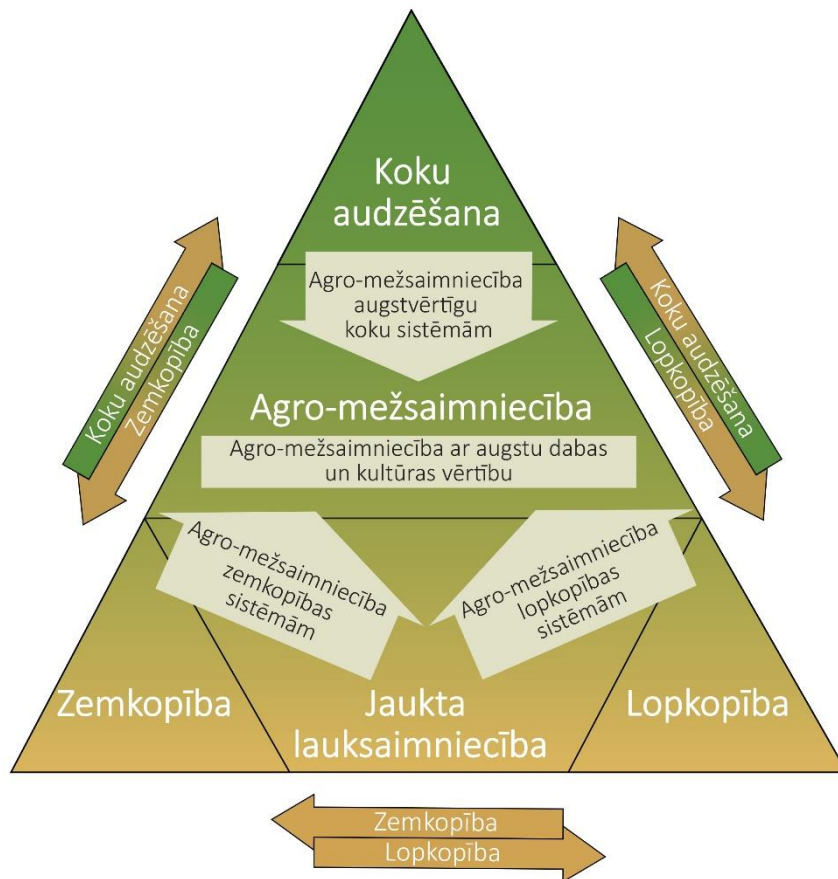 Koku
audzēšana
Agro-mežsaimniecība
augstvērtīgu
koku sistēmām
Koku audzēšana
Zemkopība
Koku audzēšana
Lopkopība
Agro-mežsaimniecība
Agro-mežsaimniecība ar augstu dabas
un kultūras vērtību
Agro-mežsaimniecība
zemkopības
sistēmām
Agro-mežsaimniecība
lopkopības
sistēmām
Zemkopība
Jaukta
lauksaimniecība
Lopkopība
Zemkopība
Lopkopība